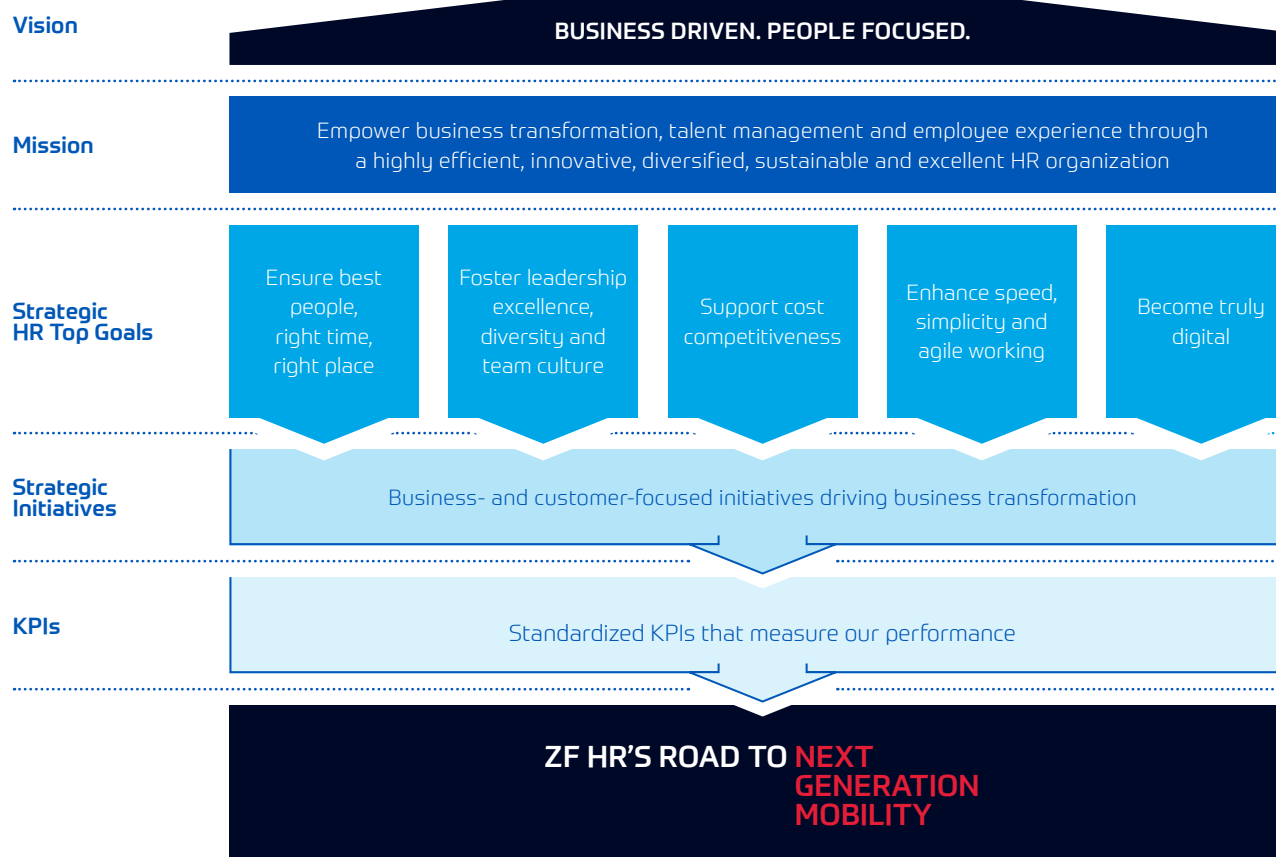 Vision
BUSINESS DRIVEN. PEOPLE FOCUSED.
Mission
Empower business transformation, talent management and employee experience through
a highly efficient, innovative, diversified, sustainable and excellent HR organization
Strategic
HR Top Goals
Ensure best
people,
right time,
right place
Foster leadership
excellence,
diversity and
team culture
Support cost
competitiveness
Enhance speed,
simplicity and
agile working
Become truly
digital
Strategic
Initiatives
Business- and customer-focused initiatives driving business transformation
KPIs
Standardized KPIs that measure our performance
ZF HR'S ROAD TO NEXT
GENERATION
MOBILITY